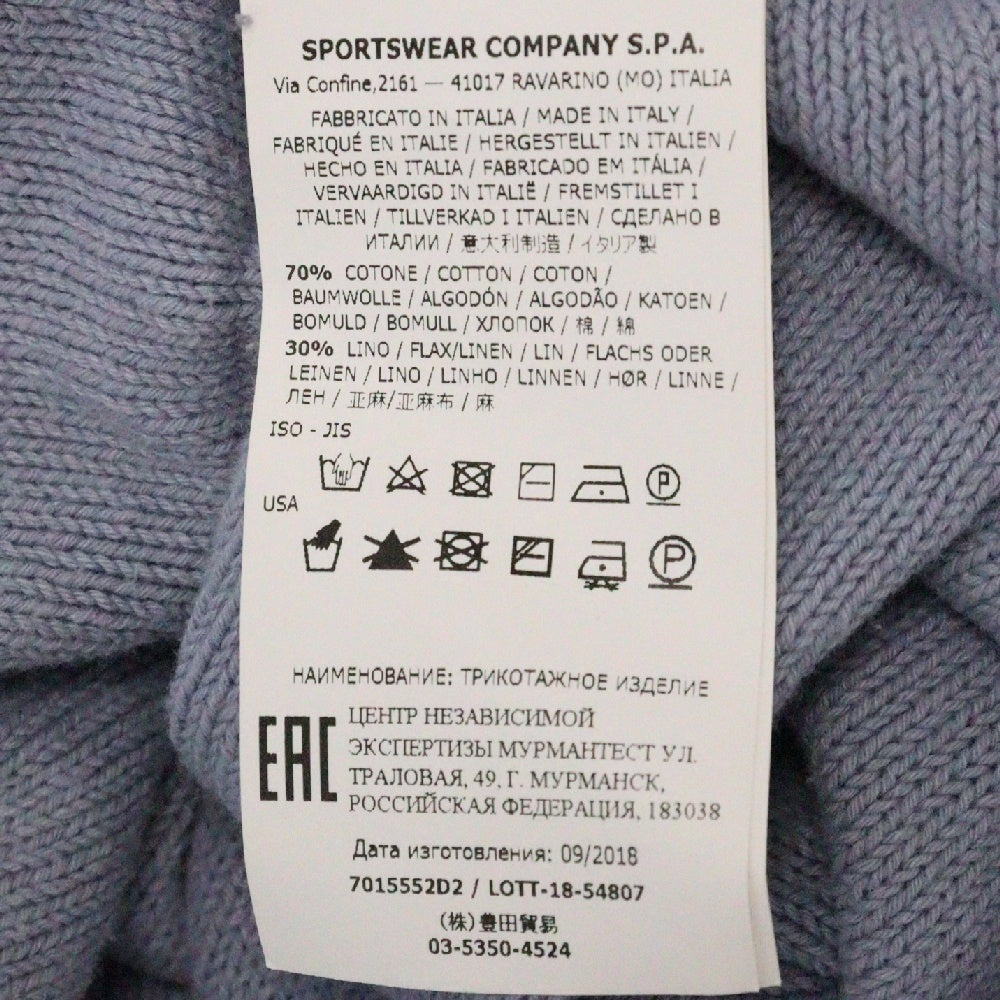 SPORTSWEAR COMPANY S.P.A.
Via Confine,2161 — 41017 RAVARINO (MO) ITALIA
FABBRICATO IN ITALIA / MADE IN ITALY /
FABRIQUÉ EN ITALIE / HERGESTELLT IN ITALIEN /
HECHO EN ITALIA / FABRICADO EM ITÁLIA /
VERVAARDIGD IN ITALIË / FREMSTILLET I
ITALIEN / TILLVERKAD I ITALIEN / СДЕЛАНО В
ИТАЛИИ / 意大利制造 / イタリア製
70% COTONE / COTTON / COTON /
BAUMWOLLE / ALGODÓN / ALGODÃO / KATOEN /
BOMULD / BOMULL / ХЛОПОК / 棉 / 綿
30% LINO / FLAX/LINEN / LIN / FLACHS ODER
LEINEN / LINO / LINHO / LINNEN / HØR / LINNE /
ЛЕН / 亚麻/亚麻布 / 麻
ISO - JIS
P
USA
P
НАИМЕНОВАНИЕ: ТРИКОТАЖНОЕ ИЗДЕЛИЕ
EAC
ЦЕНТР НЕЗАВИСИМОЙ
ЭКСПЕРТИЗЫ МУРМАНТЕСТ УЛ.
ТРАЛОВАЯ, 49, Г. МУРМАНСК,
РОССИЙСКАЯ ФЕДЕРАЦИЯ, 183038
Дата изготовления: 09/2018
7015552D2 / LOTT-18-54807
(株)豊田貿易
03-5350-4524